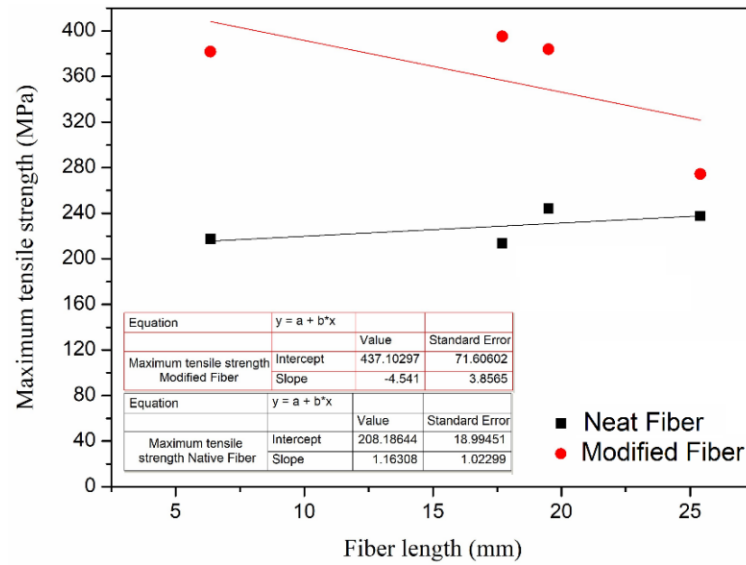 Maximum tensile strength (MPa)
400
360
320
280
240
200
160
120
80
40
0
Equation y = a + b*x
Value Standard Error
Maximum tensile strength Modified Fiber Intercept 437.10297 71.60602
Slope -4.541 3.8565
Equation y = a + b*x
Value Standard Error
Maximum tensile strength Native Fiber Intercept 208.18644 18.99451
Slope 1.16308 1.02299
Neat Fiber
Modified Fiber
5 10 15 20 25
Fiber length (mm)